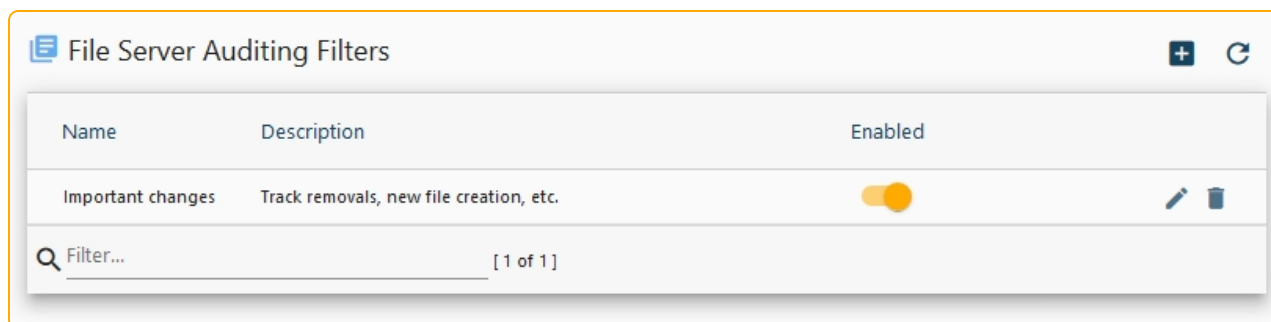 File Server Auditing Filters
Name Description Enabled
Important changes Track removals, new file creation, etc.
Filter... [ 1 of 1 ]